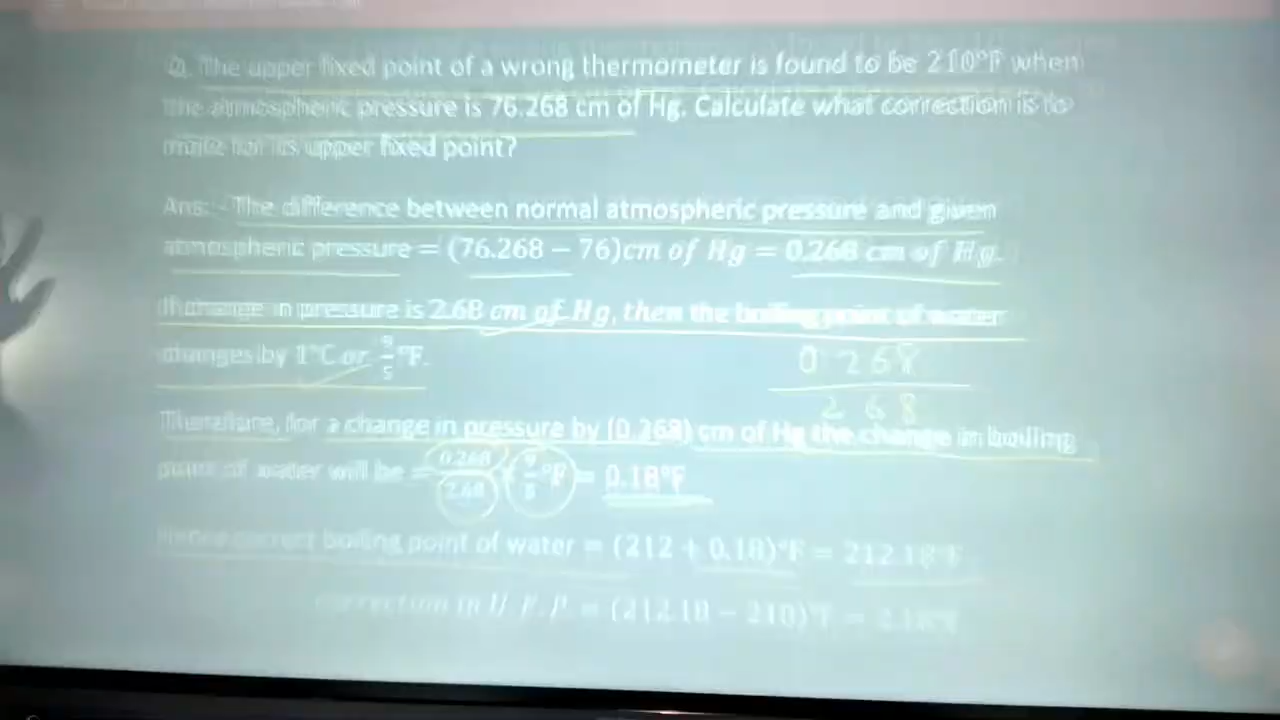 Q. The upper fixed point of a wrong thermometer is found to be 210°F when
the atmospheric pressure is 76.268 cm of Hg. Calculate what correction is to
make for its upper fixed point?
Ans: - The difference between normal atmospheric pressure and given
atmospheric pressure = (76.268 − 76)cm of Hg = 0.268 cm of Hg.
If change in pressure is 2.68 cm of Hg, then the boiling point of water
changes by 1°C or 9/5 °F.
0.268
2.68
Therefore, for a change in pressure by (0.268) cm of Hg the change in boiling
point of water will be = 0.268/2.68 × 9/5 °F = 0.18°F
Hence correct boiling point of water = (212 + 0.18)°F = 212.18°F
correction in U.F.P. = (212.18 − 210)°F = 2.18°F